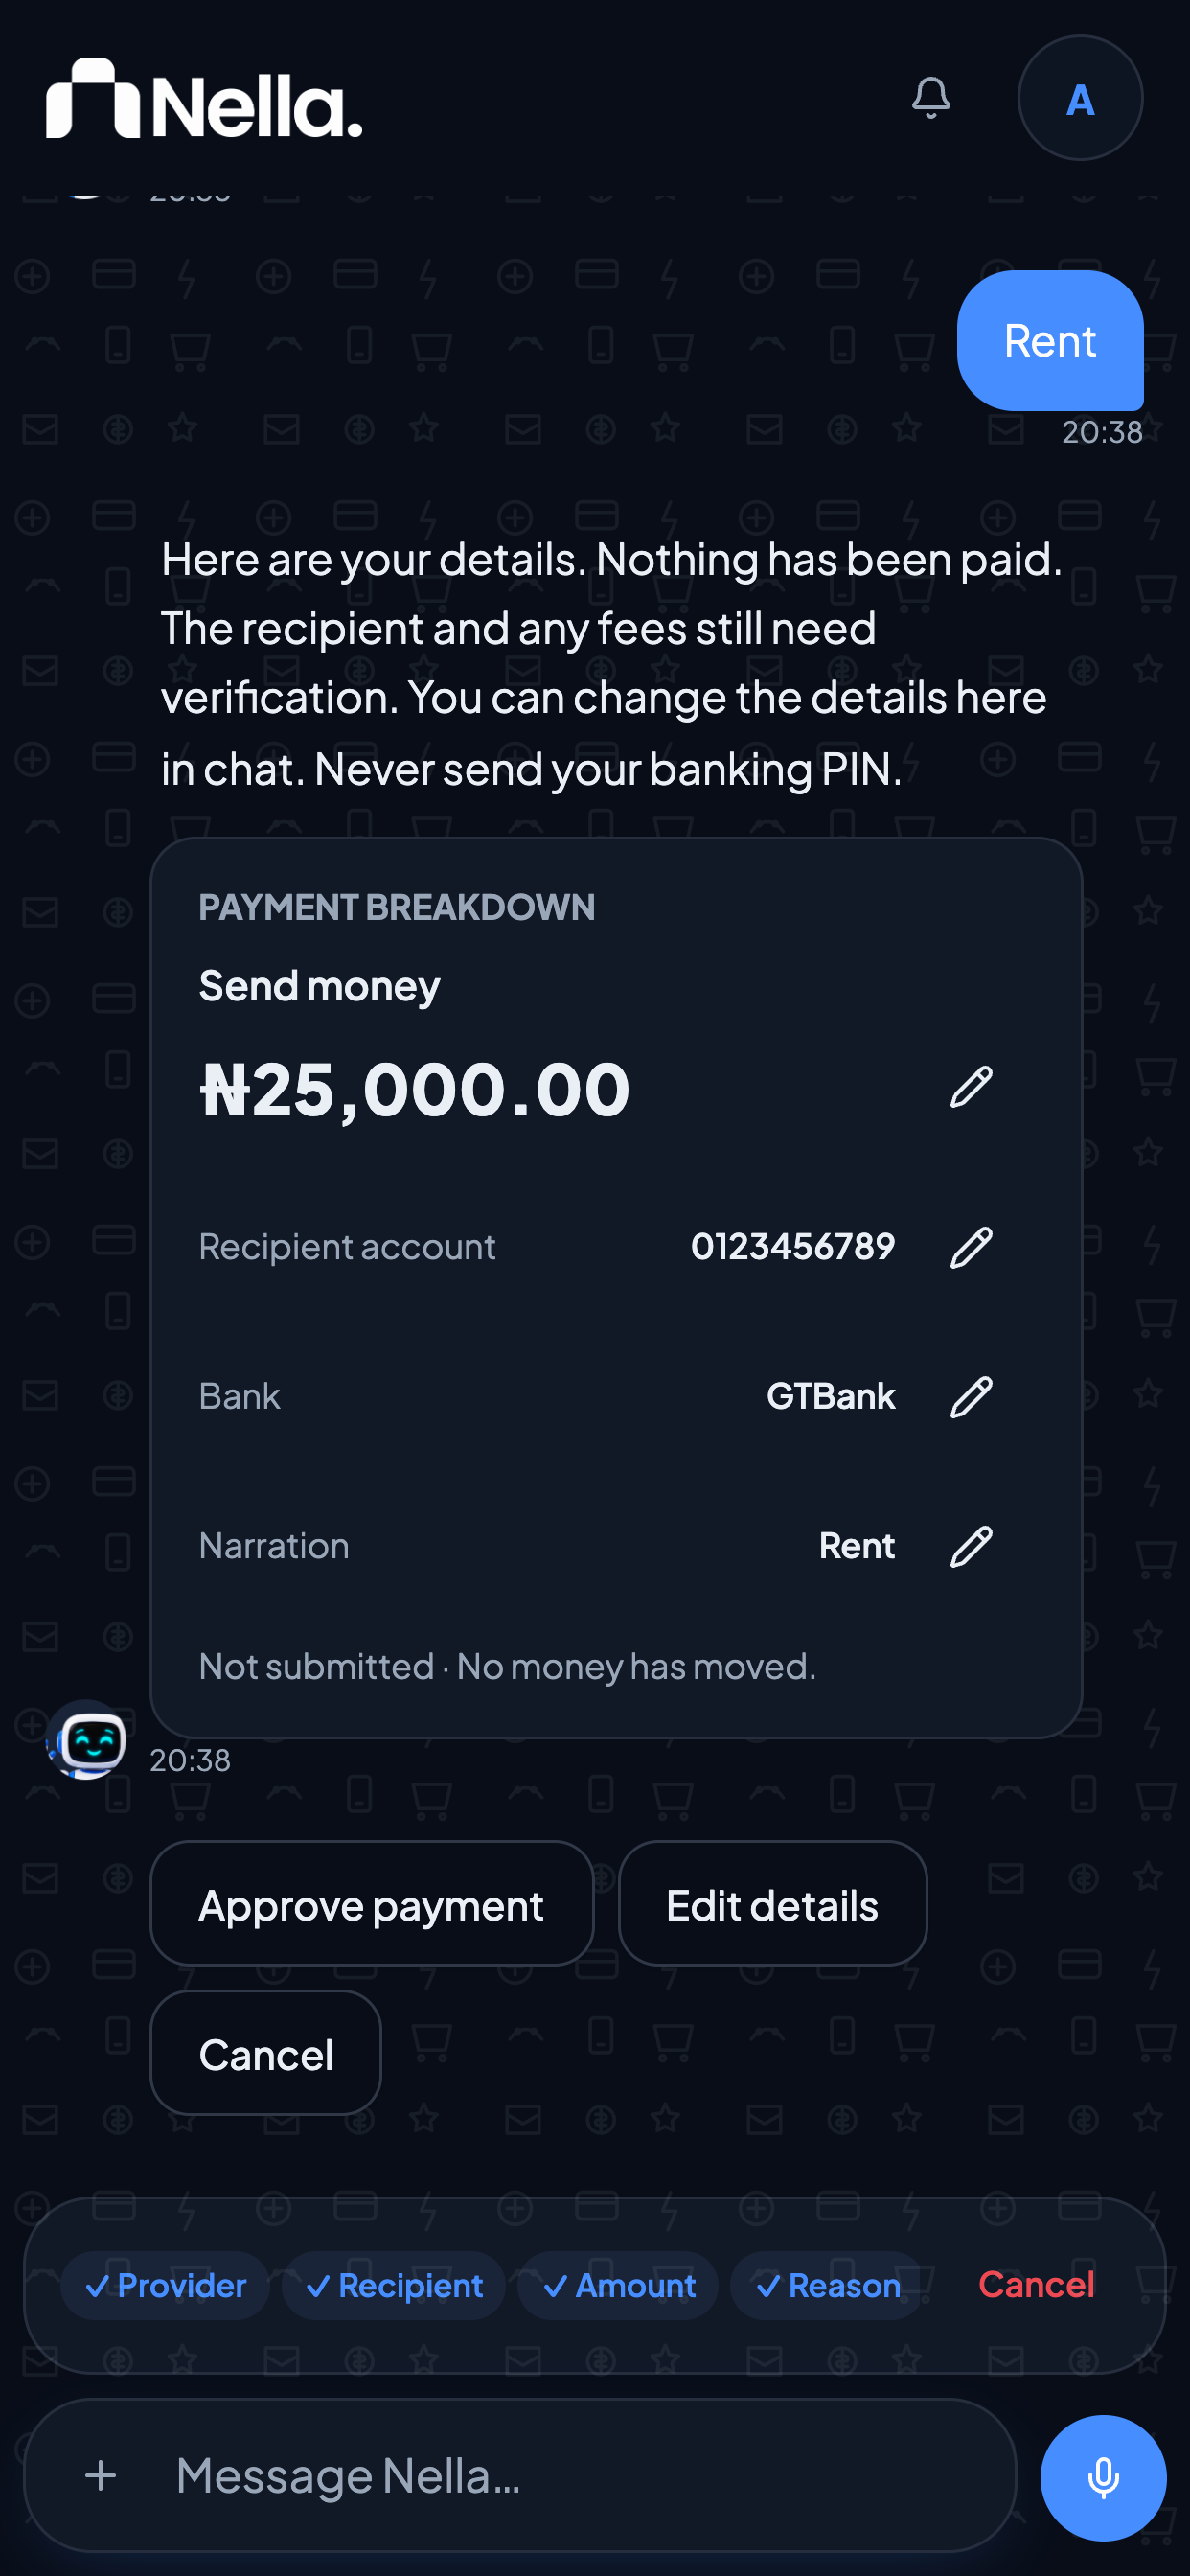 Nella.
A
20:38
Rent
20:38
Here are your details. Nothing has been paid.
The recipient and any fees still need
verification. You can change the details here
in chat. Never send your banking PIN.
PAYMENT BREAKDOWN
Send money
₦25,000.00
Recipient account 0123456789
Bank GTBank
Narration Rent
Not submitted · No money has moved.
20:38
Approve payment Edit details
Cancel
Provider Recipient Amount Reason Cancel
Message Nella...